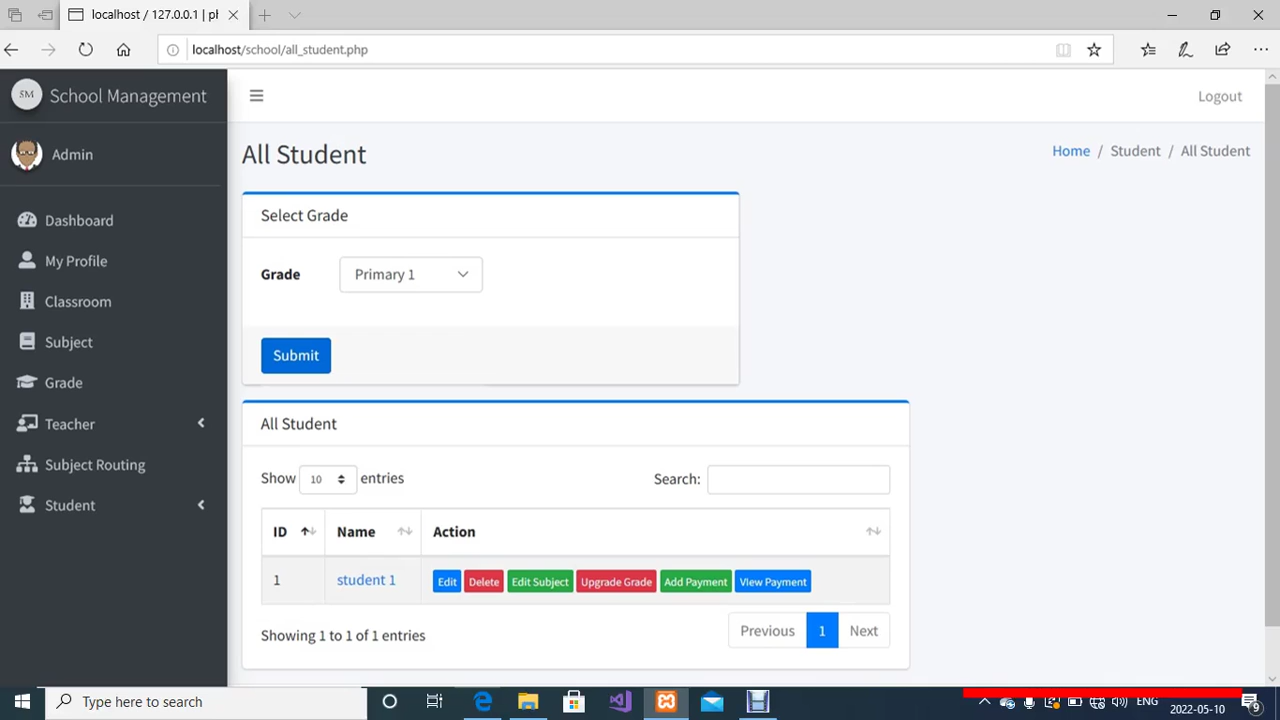 localhost / 127.0.0.1 | ph
localhost/school/all_student.php
SM School Management
Logout
Admin
All Student
Home / Student / All Student
Dashboard
My Profile
Classroom
Subject
Grade
Teacher
Subject Routing
Student
Select Grade
Grade Primary 1
Submit
All Student
Show 10 entries Search:
ID Name Action
1 student 1 Edit Delete Edit Subject Upgrade Grade Add Payment View Payment
Showing 1 to 1 of 1 entries
Previous 1 Next
Type here to search
ENG
2022-05-10
9